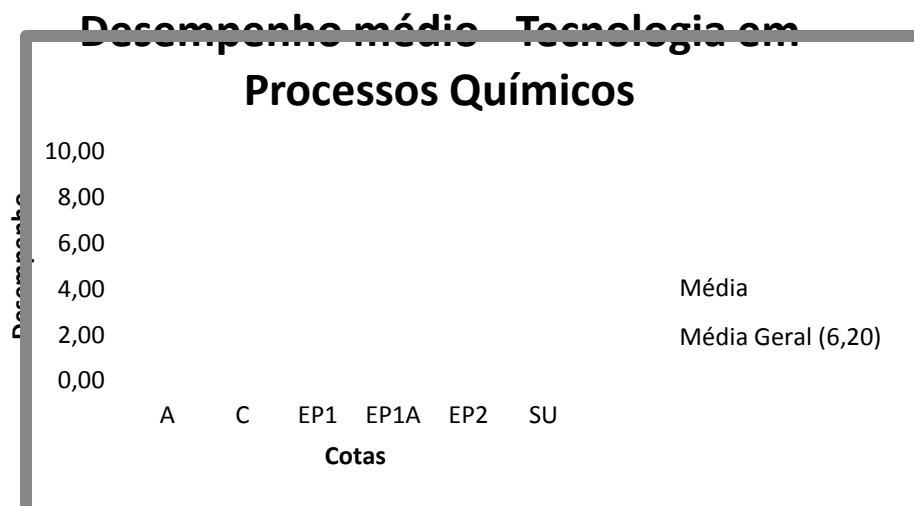 Desempenho médio - Tecnologia em
Processos Químicos
10,00
8,00
6,00
4,00
2,00
0,00
Desempenho
Média
Média Geral (6,20)
A C EP1 EP1A EP2 SU
Cotas